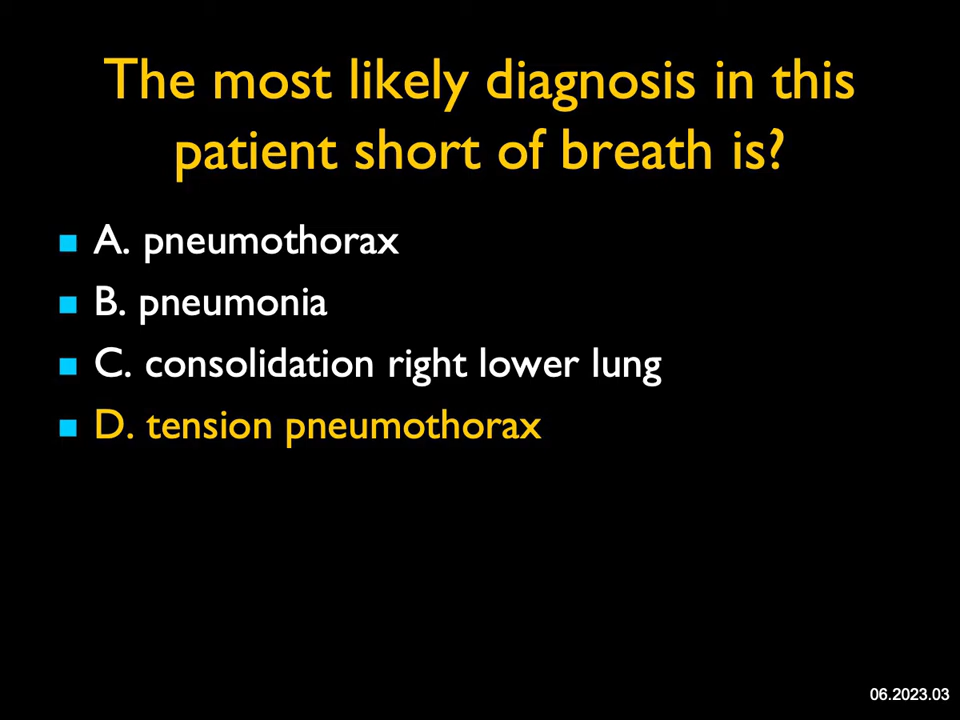 The most likely diagnosis in this
patient short of breath is?
A. pneumothorax
B. pneumonia
C. consolidation right lower lung
D. tension pneumothorax
06.2023.03